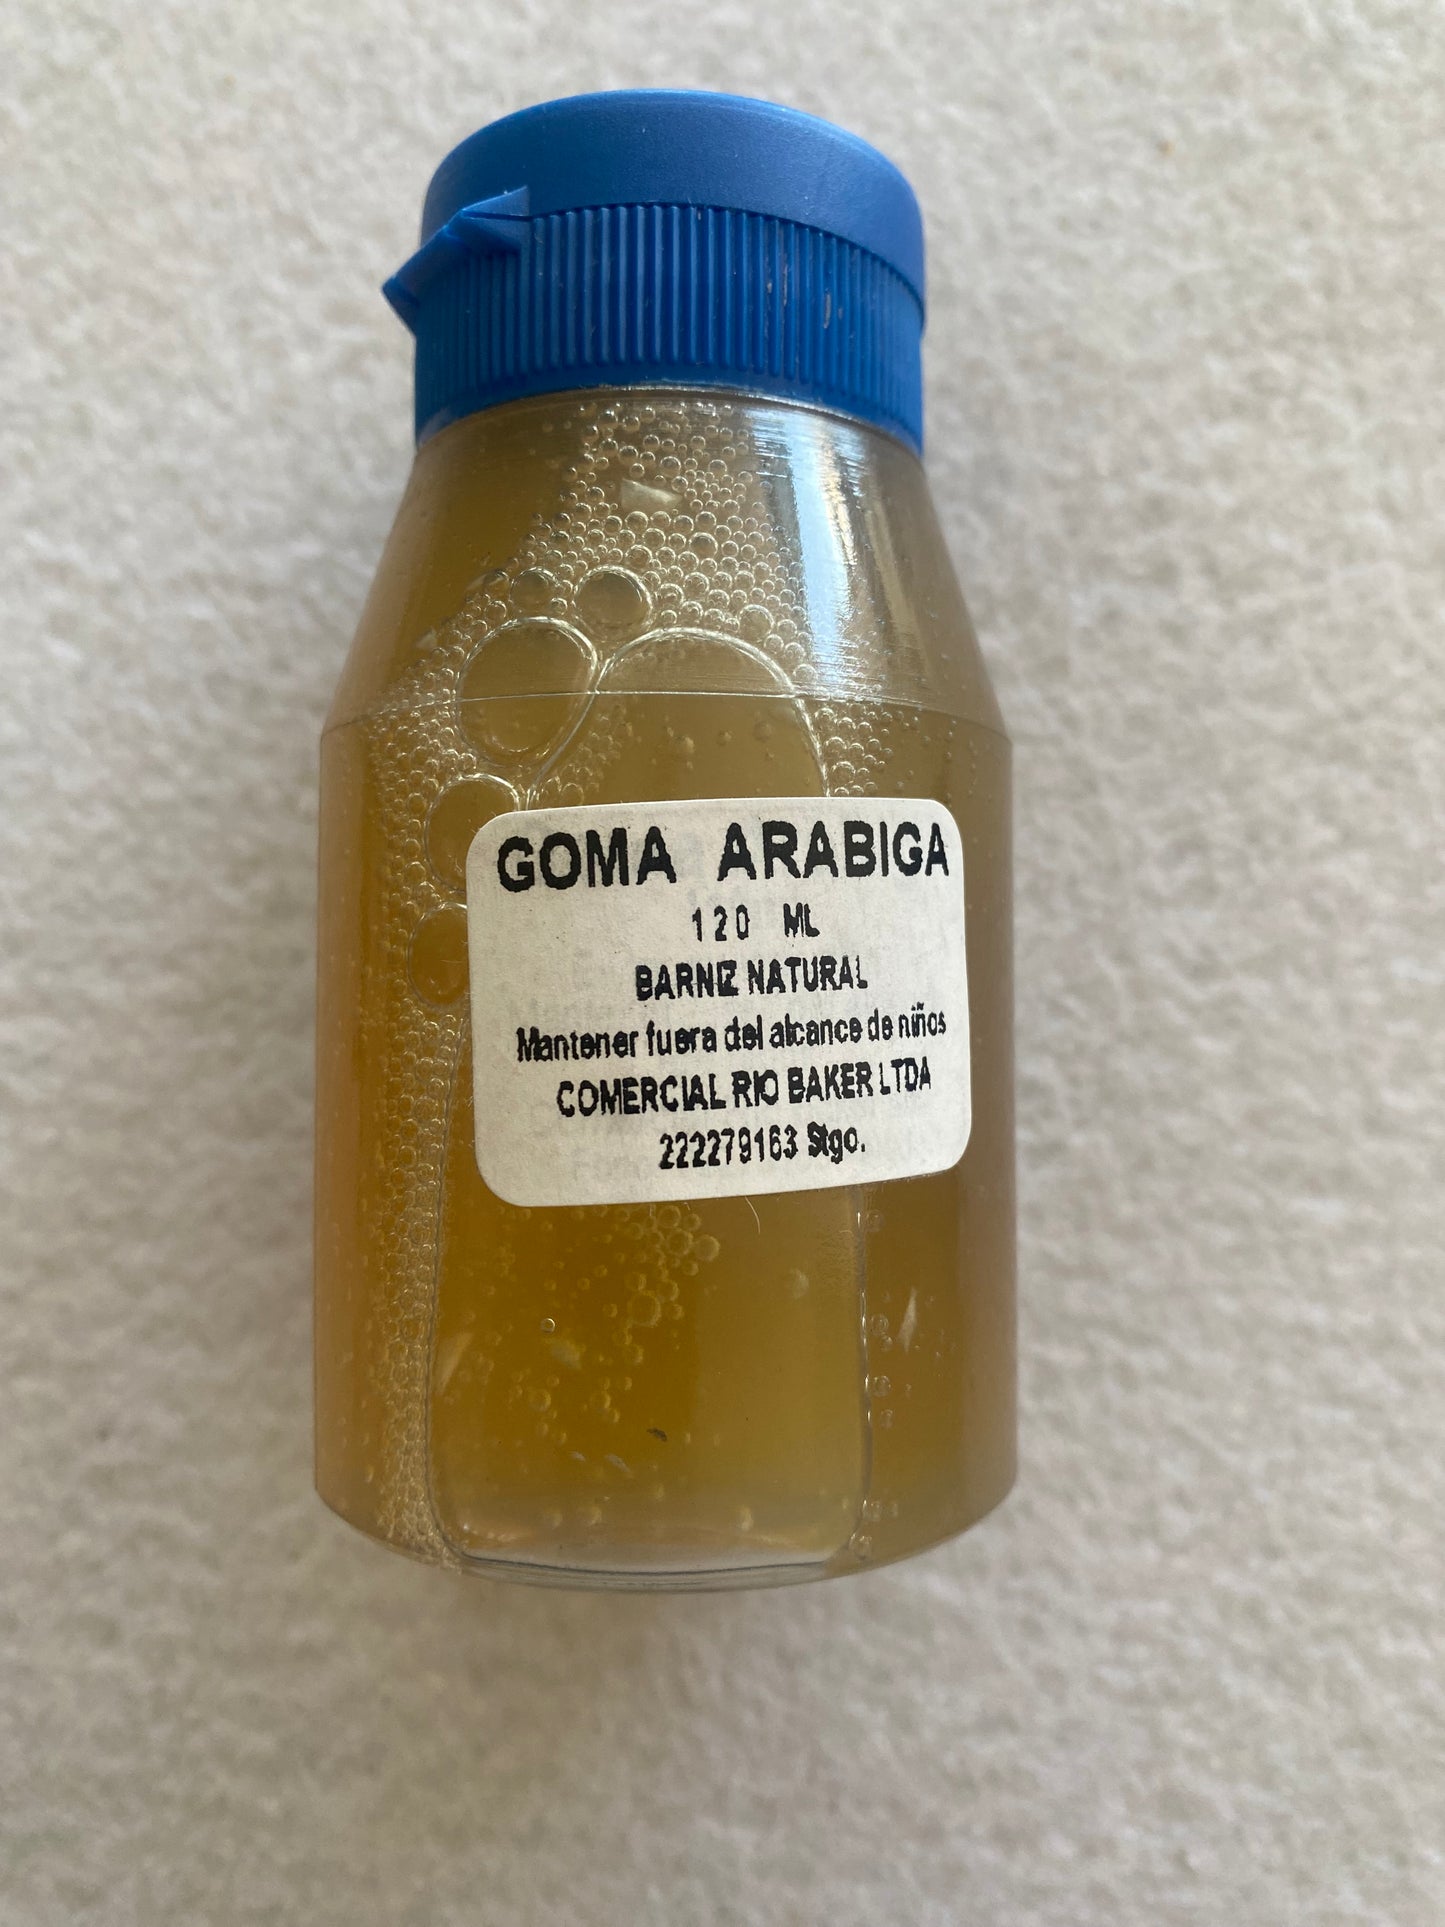 GOMA ARABIGA
120 ML
BARNIZ NATURAL
Mantener fuera del alcance de niños
COMERCIAL RIO BAKER LTDA
222279163 Stgo.